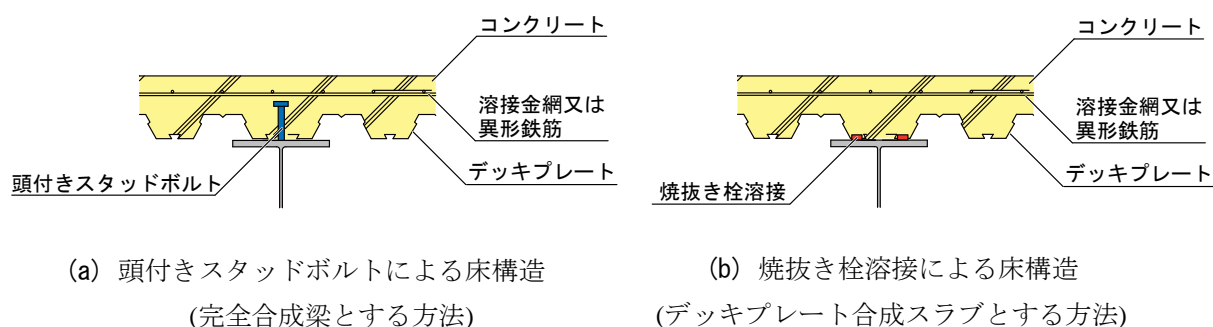 コンクリート
溶接金網又は
異形鉄筋
デッキプレート
頭付きスタッドボルト
(a) 頭付きスタッドボルトによる床構造
(完全合成梁とする方法)
コンクリート
溶接金網又は
異形鉄筋
デッキプレート
焼抜き栓溶接
(b) 焼抜き栓溶接による床構造
(デッキプレート合成スラブとする方法)